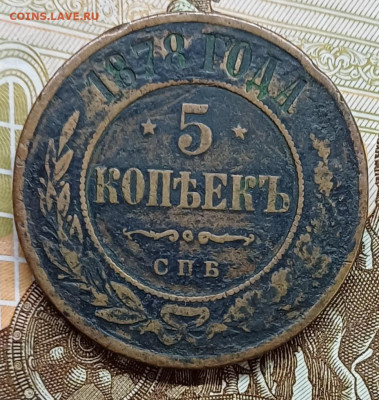 COINS.LAVE.RU
1878 ГОДА
5
КОПѢЕКЪ
СПБ